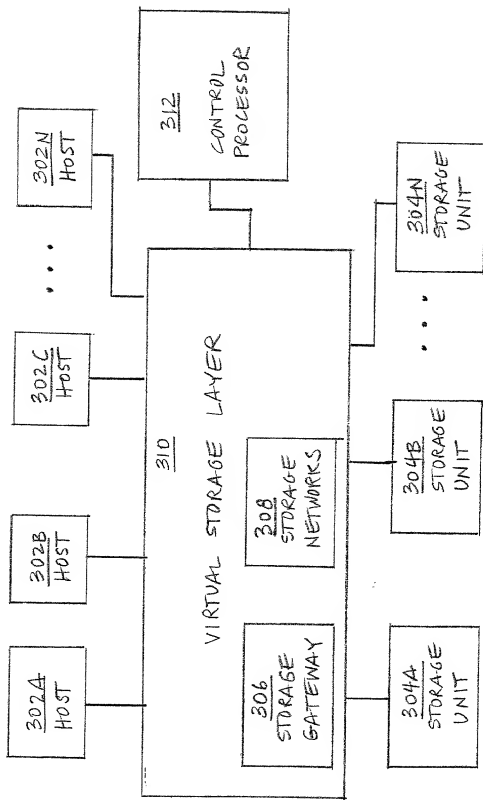 302A
HOST
302B
HOST
302C
HOST
...
302N
HOST
310
VIRTUAL STORAGE LAYER
306
STORAGE
GATEWAY
308
STORAGE
NETWORKS
312
CONTROL
PROCESSOR
304A
STORAGE
UNIT
304B
STORAGE
UNIT
...
304N
STORAGE
UNIT